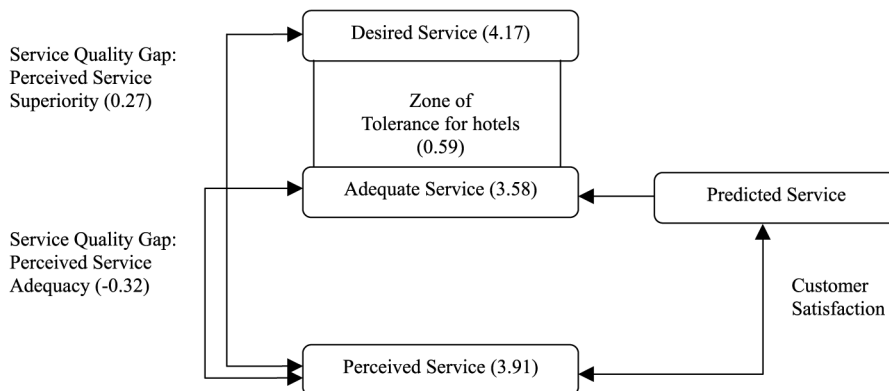 Desired Service (4.17)
Service Quality Gap:
Perceived Service
Superiority (0.27)
Zone of
Tolerance for hotels
(0.59)
Adequate Service (3.58)
Predicted Service
Service Quality Gap:
Perceived Service
Adequacy (-0.32)
Customer
Satisfaction
Perceived Service (3.91)